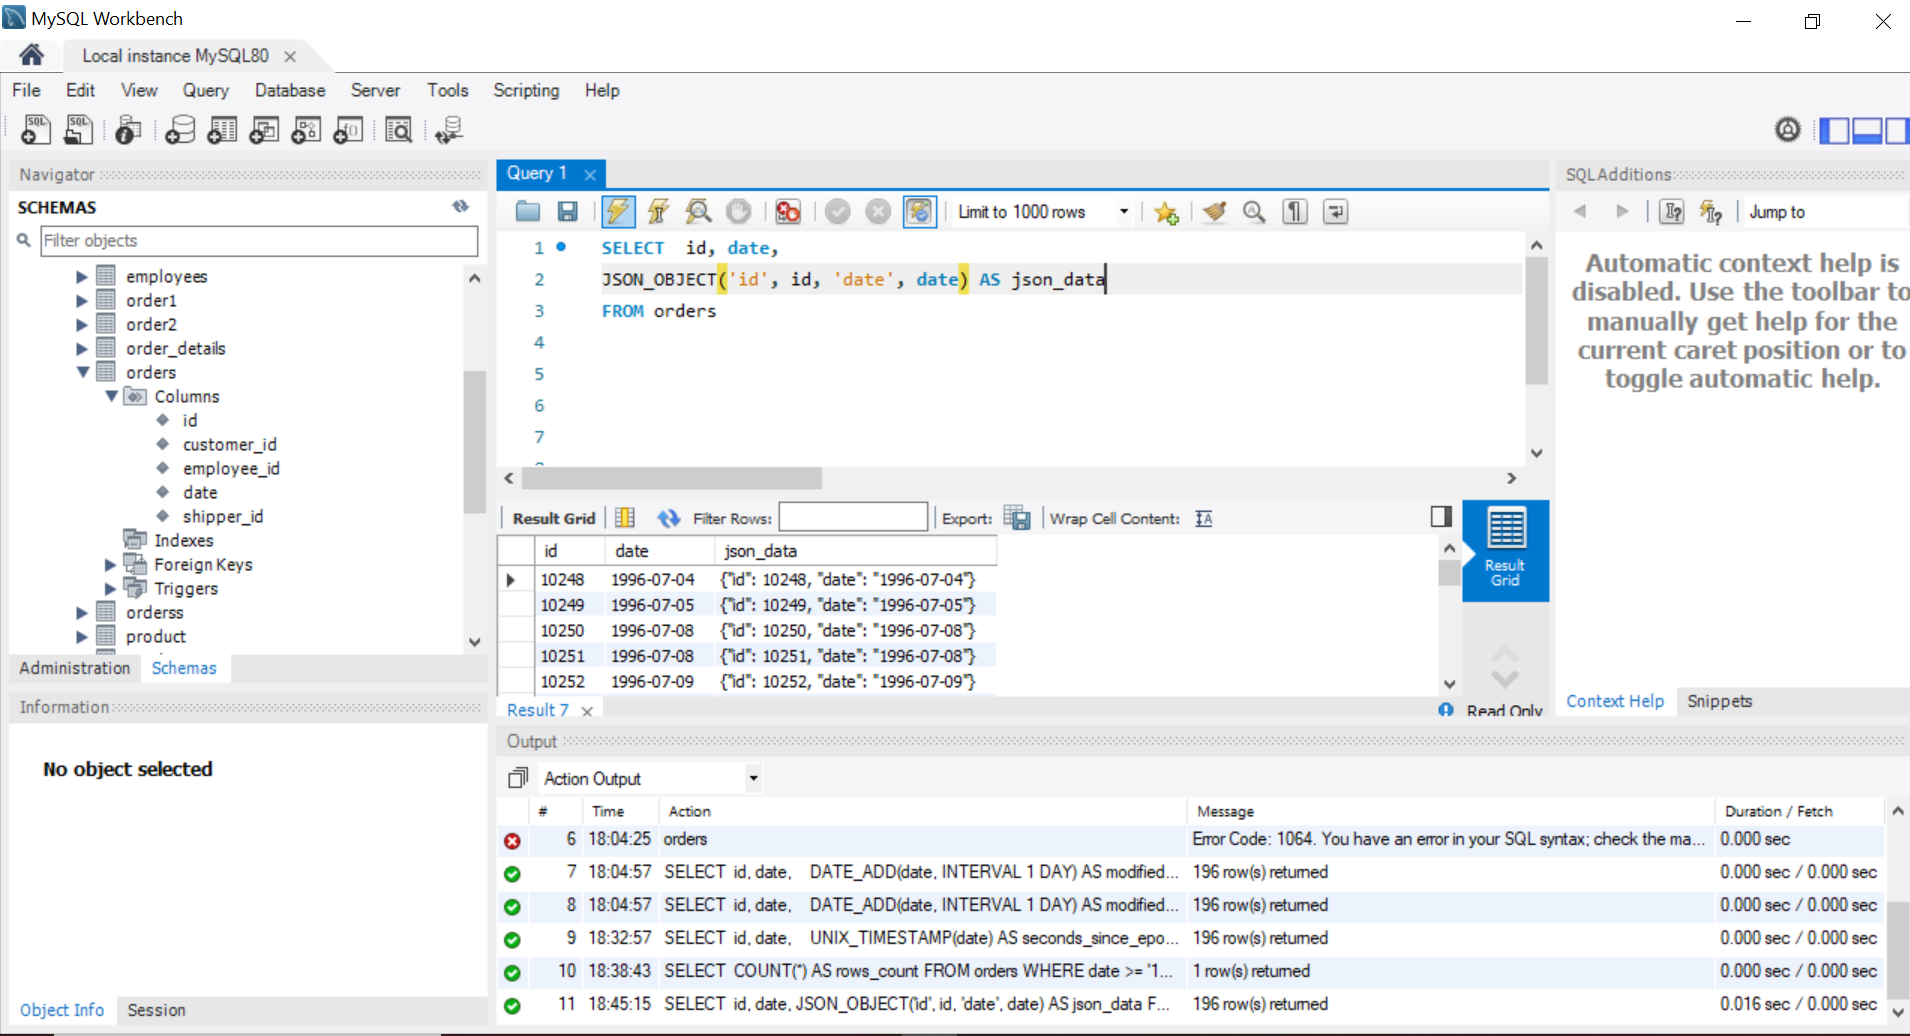 MySQL Workbench
Local instance MySQL80
File Edit View Query Database Server Tools Scripting Help
Navigator
SCHEMAS
Filter objects
employees
order1
order2
order_details
orders
Columns
id
customer_id
employee_id
date
shipper_id
Indexes
Foreign Keys
Triggers
orderss
product
Administration Schemas
Information
No object selected
Object Info Session
Query 1
Limit to 1000 rows
1 SELECT  id, date,
2 JSON_OBJECT('id', id, 'date', date) AS json_data
3 FROM orders
4
5
6
7
Result Grid Filter Rows: Export: Wrap Cell Content:
id date json_data
10248 1996-07-04 {"id": 10248, "date": "1996-07-04"}
10249 1996-07-05 {"id": 10249, "date": "1996-07-05"}
10250 1996-07-08 {"id": 10250, "date": "1996-07-08"}
10251 1996-07-08 {"id": 10251, "date": "1996-07-08"}
10252 1996-07-09 {"id": 10252, "date": "1996-07-09"}
Result Grid
Result 7 Read Only
SQLAdditions
Jump to
Automatic context help is
disabled. Use the toolbar to
manually get help for the
current caret position or to
toggle automatic help.
Context Help Snippets
Output
Action Output
# Time Action Message Duration / Fetch
6 18:04:25 orders Error Code: 1064. You have an error in your SQL syntax; check the ma... 0.000 sec
7 18:04:57 SELECT id, date, DATE_ADD(date, INTERVAL 1 DAY) AS modified... 196 row(s) returned 0.000 sec / 0.000 sec
8 18:04:57 SELECT id, date, DATE_ADD(date, INTERVAL 1 DAY) AS modified... 196 row(s) returned 0.000 sec / 0.000 sec
9 18:32:57 SELECT id, date, UNIX_TIMESTAMP(date) AS seconds_since_epo... 196 row(s) returned 0.000 sec / 0.000 sec
10 18:38:43 SELECT COUNT(*) AS rows_count FROM orders WHERE date >= '1... 1 row(s) returned 0.000 sec / 0.000 sec
11 18:45:15 SELECT id, date, JSON_OBJECT('id', id, 'date', date) AS json_data F... 196 row(s) returned 0.016 sec / 0.000 sec